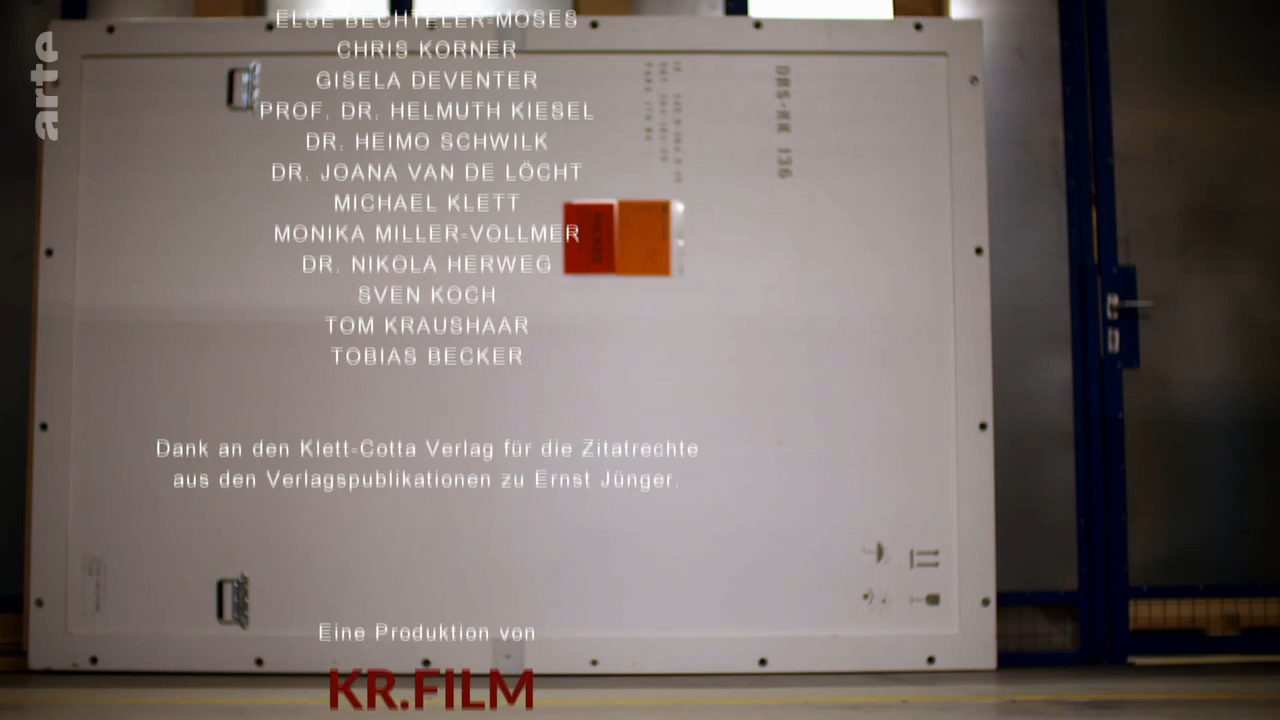 arte
ELSE BECHTELER-MOSES
CHRIS KORNER
GISELA DEVENTER
PROF. DR. HELMUTH KIESEL
DR. HEIMO SCHWILK
DR. JOANA VAN DE LÖCHT
MICHAEL KLETT
MONIKA MILLER-VOLLMER
DR. NIKOLA HERWEG
SVEN KOCH
TOM KRAUSHAAR
TOBIAS BECKER
Dank an den Klett-Cotta Verlag für die Zitatrechte
aus den Verlagspublikationen zu Ernst Jünger.
Eine Produktion von
KR.FILM